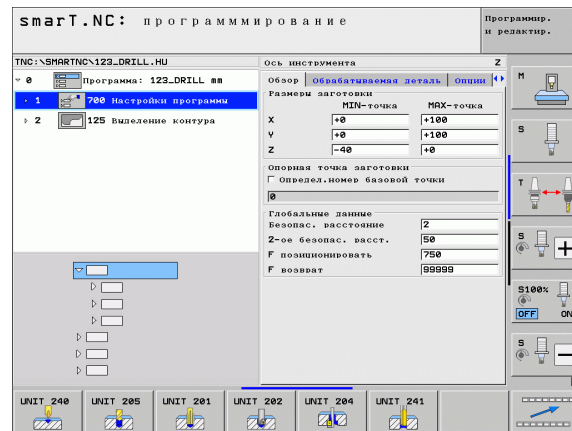 smarT.NC: программмирование
Программир.
и редактир.
TNC:\SMARTNC\123_DRILL.HU
Ось инструмента Z
0 Программа: 123_DRILL mm
1 700 Настройки программы
2 125 Выделение контура
Обзор Обрабатываемая деталь Опции
Размеры заготовки
MIN-точка MAX-точка
X +0 +100
Y +0 +100
Z -40 +0
Опорная точка заготовки
Определ.номер базовой точки
0
Глобальные данные
Безопас. расстояние 2
2-ое безопас. расст. 50
F позиционировать 750
F возврат 99999
M
S
T
S
S100%
OFF ON
S
UNIT 240 UNIT 205 UNIT 201 UNIT 202 UNIT 204 UNIT 241